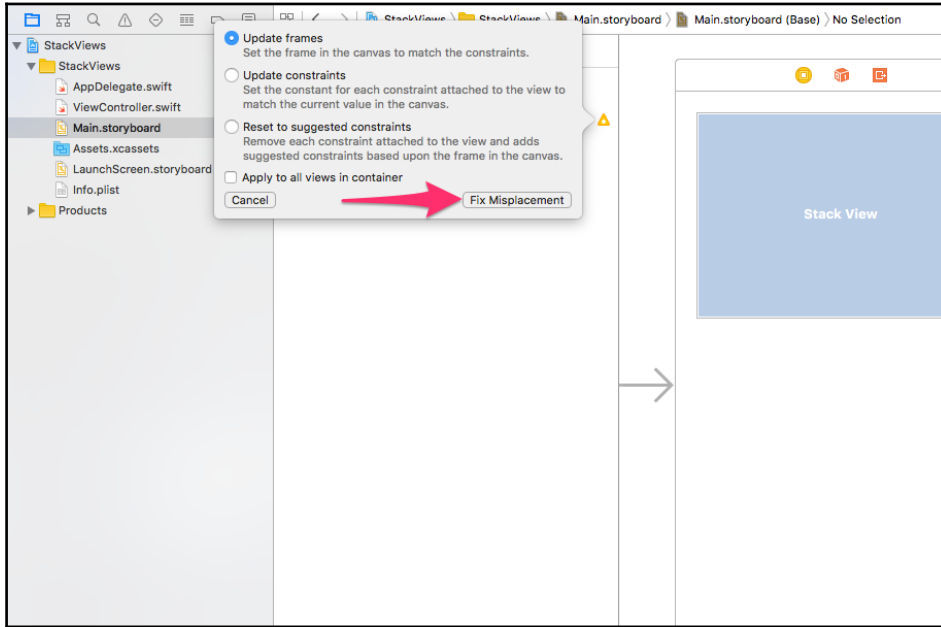 StackViews
StackViews
Main.storyboard
Main.storyboard (Base)
No Selection
StackViews
StackViews
AppDelegate.swift
ViewController.swift
Main.storyboard
Assets.xcassets
LaunchScreen.storyboard
Info.plist
Products
Update frames
Set the frame in the canvas to match the constraints.
Update constraints
Set the constant for each constraint attached to the view to
match the current value in the canvas.
Reset to suggested constraints
Remove each constraint attached to the view and adds
suggested constraints based upon the frame in the canvas.
Apply to all views in container
Cancel
Fix Misplacement
Stack View